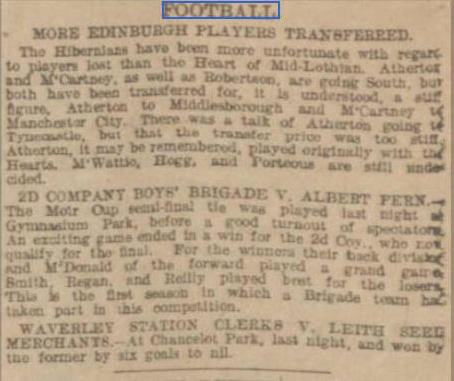 FOOTBALL.
MORE EDINBURGH PLAYERS TRANSFERRED.
The Hibernians have been more unfortunate with regard
to players lost than the Heart of Mid-Lothian. Atherton
and M'Cartney, as well as Robertson, are going South, but
both have been transferred for, it is understood, a stiff
figure, Atherton to Middlesborough and M'Cartney to
Manchester City. There was a talk of Atherton going to
Tynecastle, but that the transfer price was too stiff.
Atherton, it may be remembered, played originally with the
Hearts. M'Wattie, Hogg, and Porteous are still unde-
cided.
2D COMPANY BOYS' BRIGADE V. ALBERT FERN.—
The Moir Cup semi-final tie was played last night at
Gymnasium Park, before a good turnout of spectators.
An exciting game ended in a win for the 2d Coy., who now
qualify for the final. For the winners their back division
and M'Donald of the forward played a grand game.
Smith, Regan, and Reilly played best for the losers.
This is the first season in which a Brigade team has
taken part in this competition.
WAVERLEY STATION CLERKS V. LEITH SEED
MERCHANTS.—At Chancelot Park, last night, and won by
the former by six goals to nil.